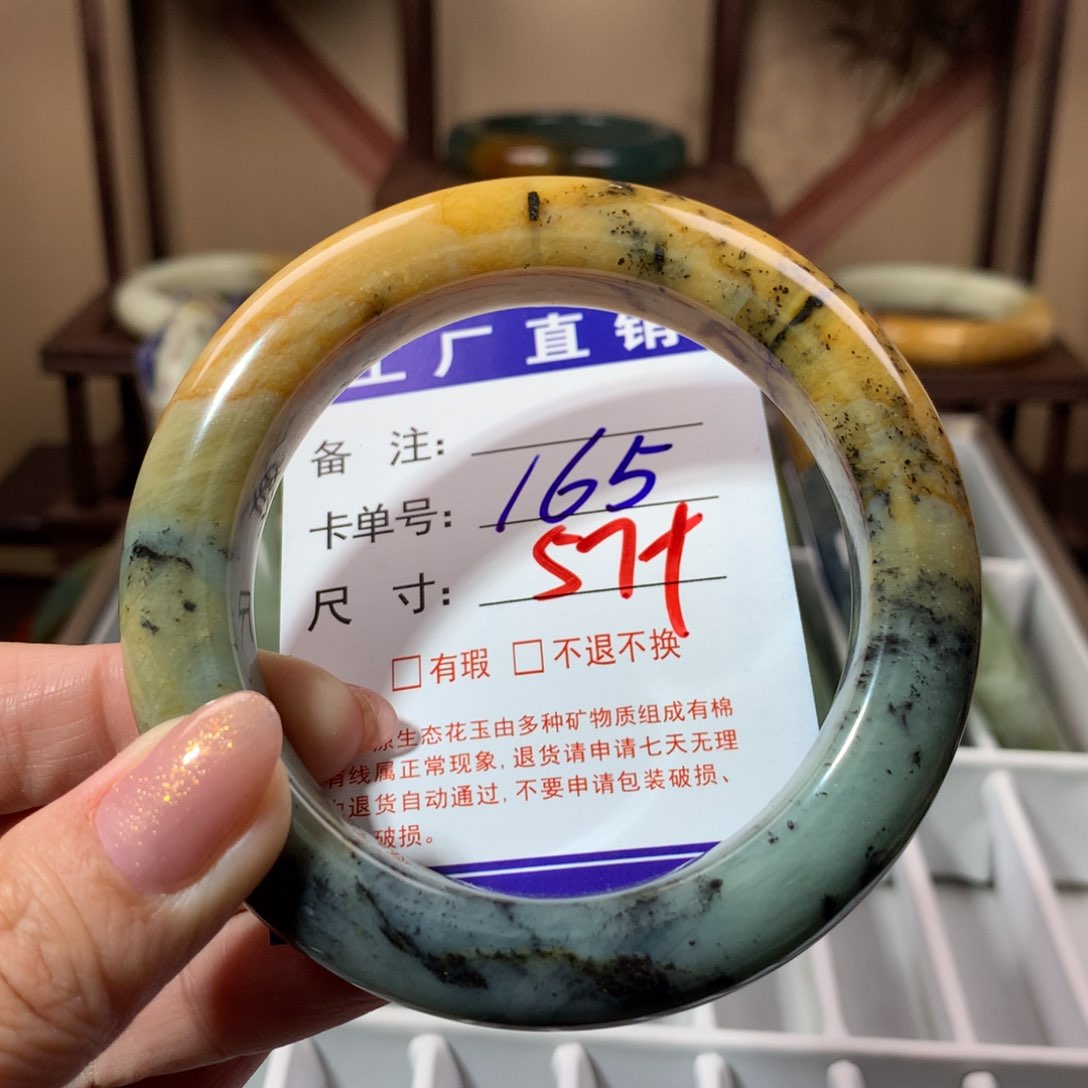 工厂直销
备 注:
卡单号: 165
尺 寸: 57
□有瑕 □不退不换
原生态花玉由多种矿物质组成有棉
有线属正常现象,退货请申请七天无理
由退货自动通过,不要申请包装破损、
破损。